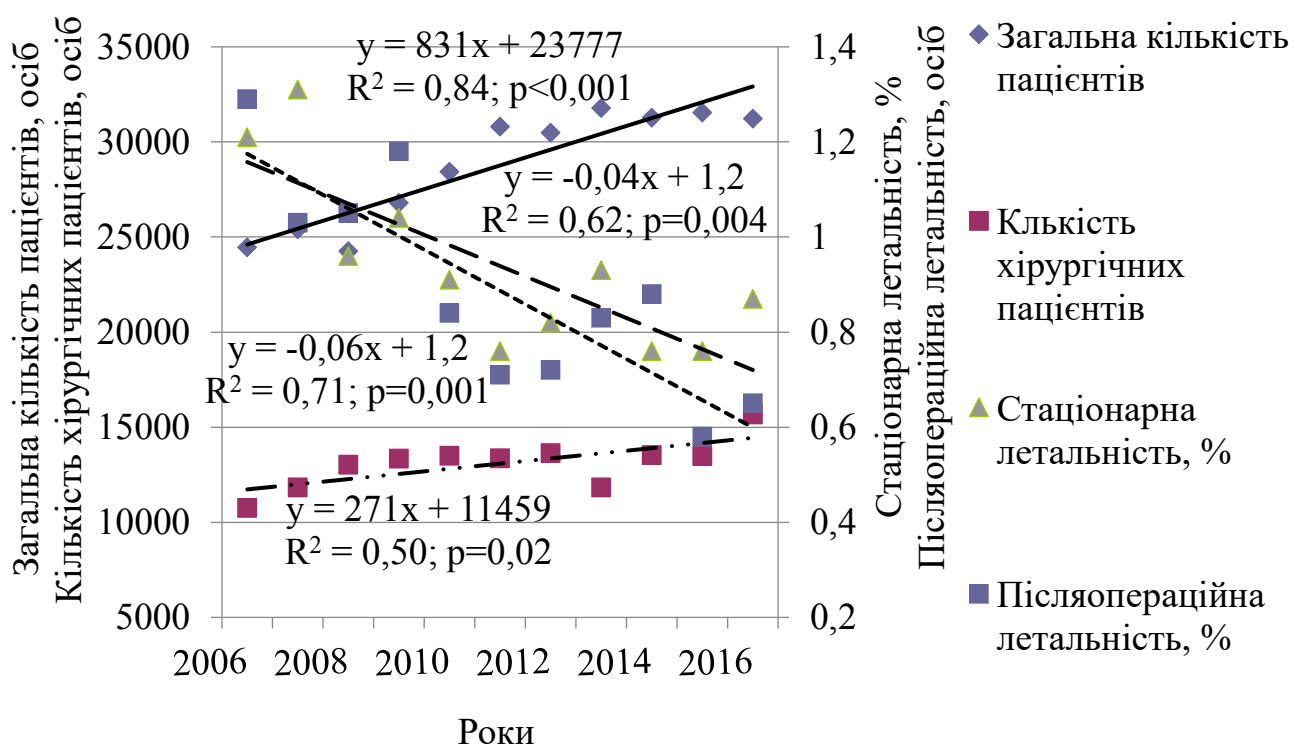 Загальна кількість пацієнтів, осіб
Кількість хірургічних пацієнтів, осіб
35000
30000
25000
20000
15000
10000
5000
y = 831x + 23777
R² = 0,84; p<0,001
y = -0,04x + 1,2
R² = 0,62; p=0,004
y = -0,06x + 1,2
R² = 0,71; p=0,001
y = 271x + 11459
R² = 0,50; p=0,02
1,4
1,2
1
0,8
0,6
0,4
0,2
Стаціонарна летальність, %
Післяопераційна летальність, осіб
2006 2008 2010 2012 2014 2016
Роки
Загальна кількість
пацієнтів
Клькість
хірургічних
пацієнтів
Стаціонарна
летальність, %
Післяопераційна
летальність, %